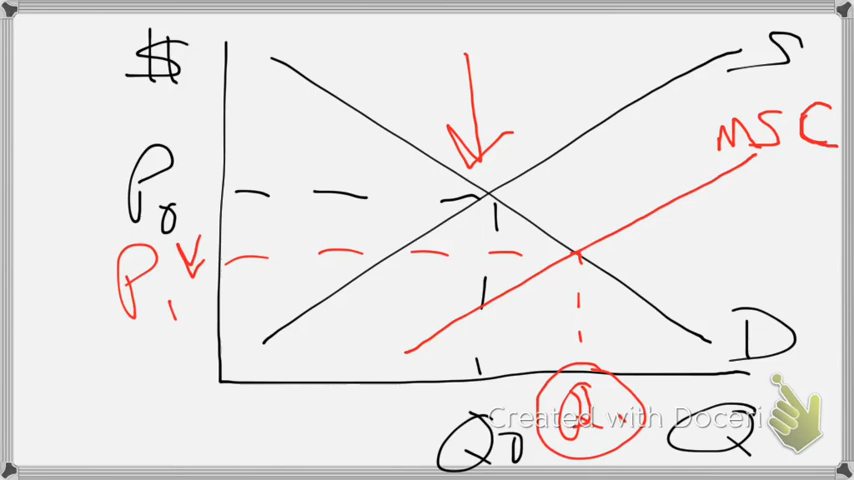 $
S
MSC
P0
P1
D
Created with Doceri
Q0
Q1
Q